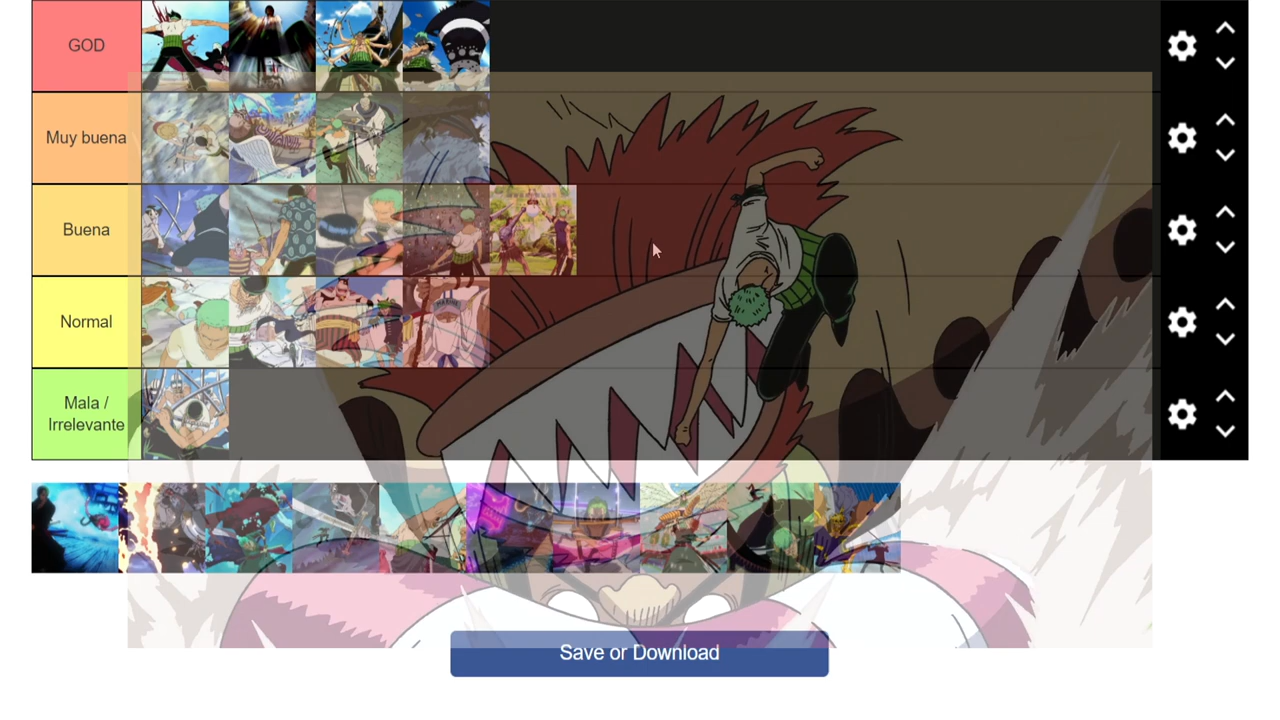 GOD
Muy buena
Buena
Normal
Mala /
Irrelevante
Save or Download